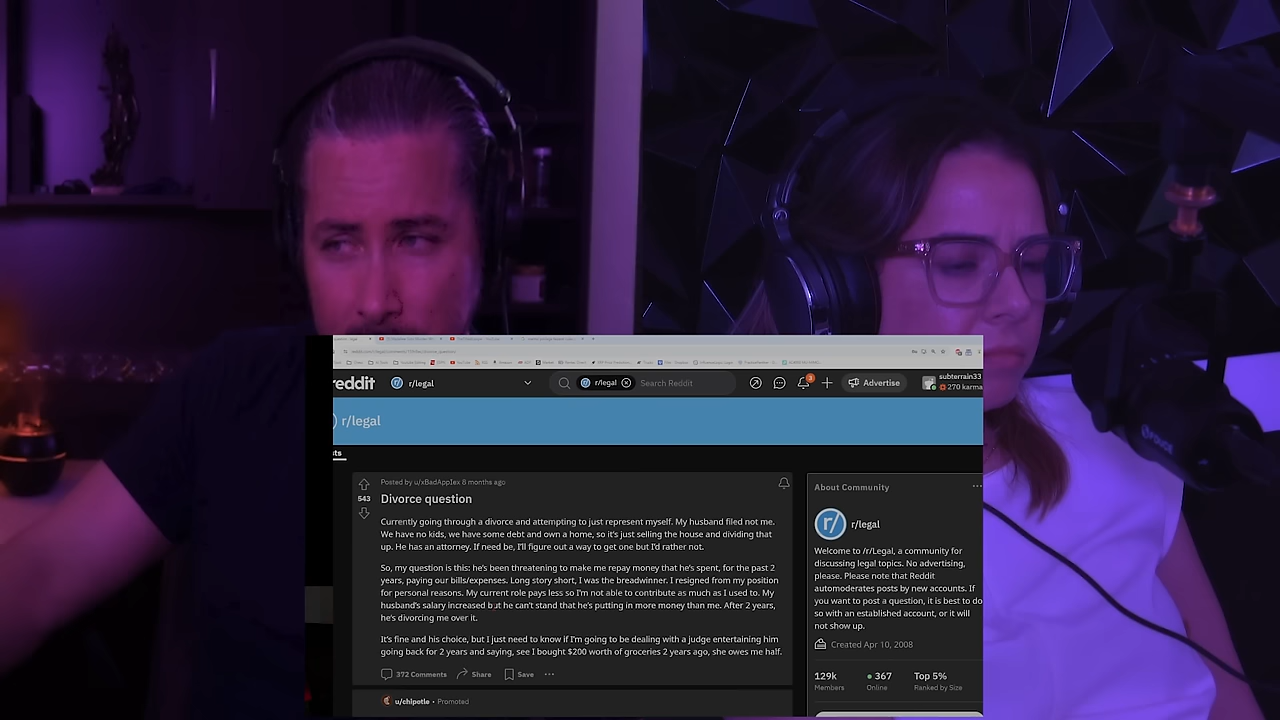 reddit
r/legal
r/legal
Search Reddit
3
Advertise
subterrain33
270 karma
r/legal
Posted by u/xBadApplex 8 months ago
543
Divorce question
Currently going through a divorce and attempting to just represent myself. My husband filed not me.
We have no kids, we have some debt and own a home, so it's just selling the house and dividing that
up. He has an attorney. If need be, I'll figure out a way to get one but I'd rather not.
So, my question is this: he's been threatening to make me repay money that he's spent, for the past 2
years, paying our bills/expenses. Long story short, I was the breadwinner. I resigned from my position
for personal reasons. My current role pays less so I'm not able to contribute as much as I used to. My
husband's salary increased but he can't stand that he's putting in more money than me. After 2 years,
he's divorcing me over it.
It's fine and his choice, but I just need to know if I'm going to be dealing with a judge entertaining him
going back for 2 years and saying, see I bought $200 worth of groceries 2 years ago, she owes me half.
372 Comments
Share
Save
u/chipotle • Promoted
About Community
r/
r/legal
Welcome to /r/Legal, a community for
discussing legal topics. No advertising,
please. Please note that Reddit
automoderates posts by new accounts. If
you want to post a question, it is best to do
so with an established account, or it will
not show up.
Created Apr 10, 2008
129k
367
Top 5%
Members
Online
Ranked by Size